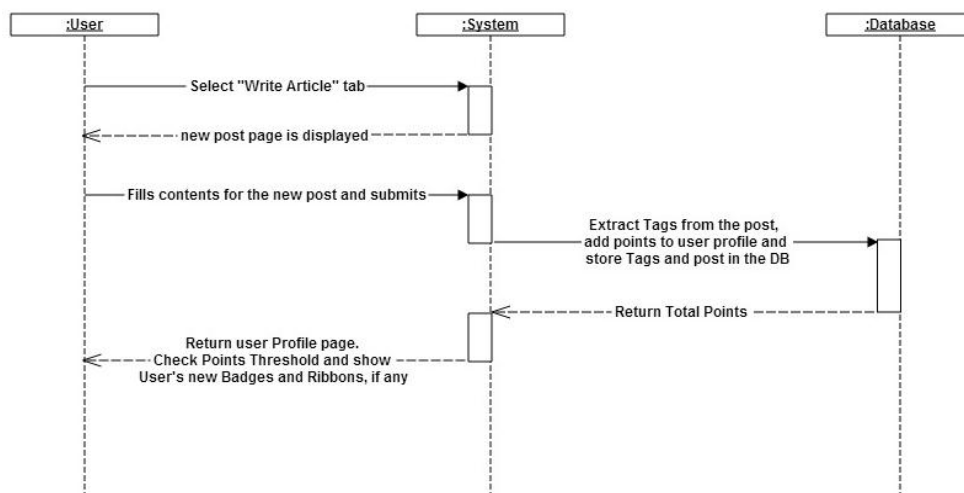 :User
:System
:Database
Select "Write Article" tab
new post page is displayed
Fills contents for the new post and submits
Extract Tags from the post,
add points to user profile and
store Tags and post in the DB
Return Total Points
Return user Profile page.
Check Points Threshold and show
User's new Badges and Ribbons, if any